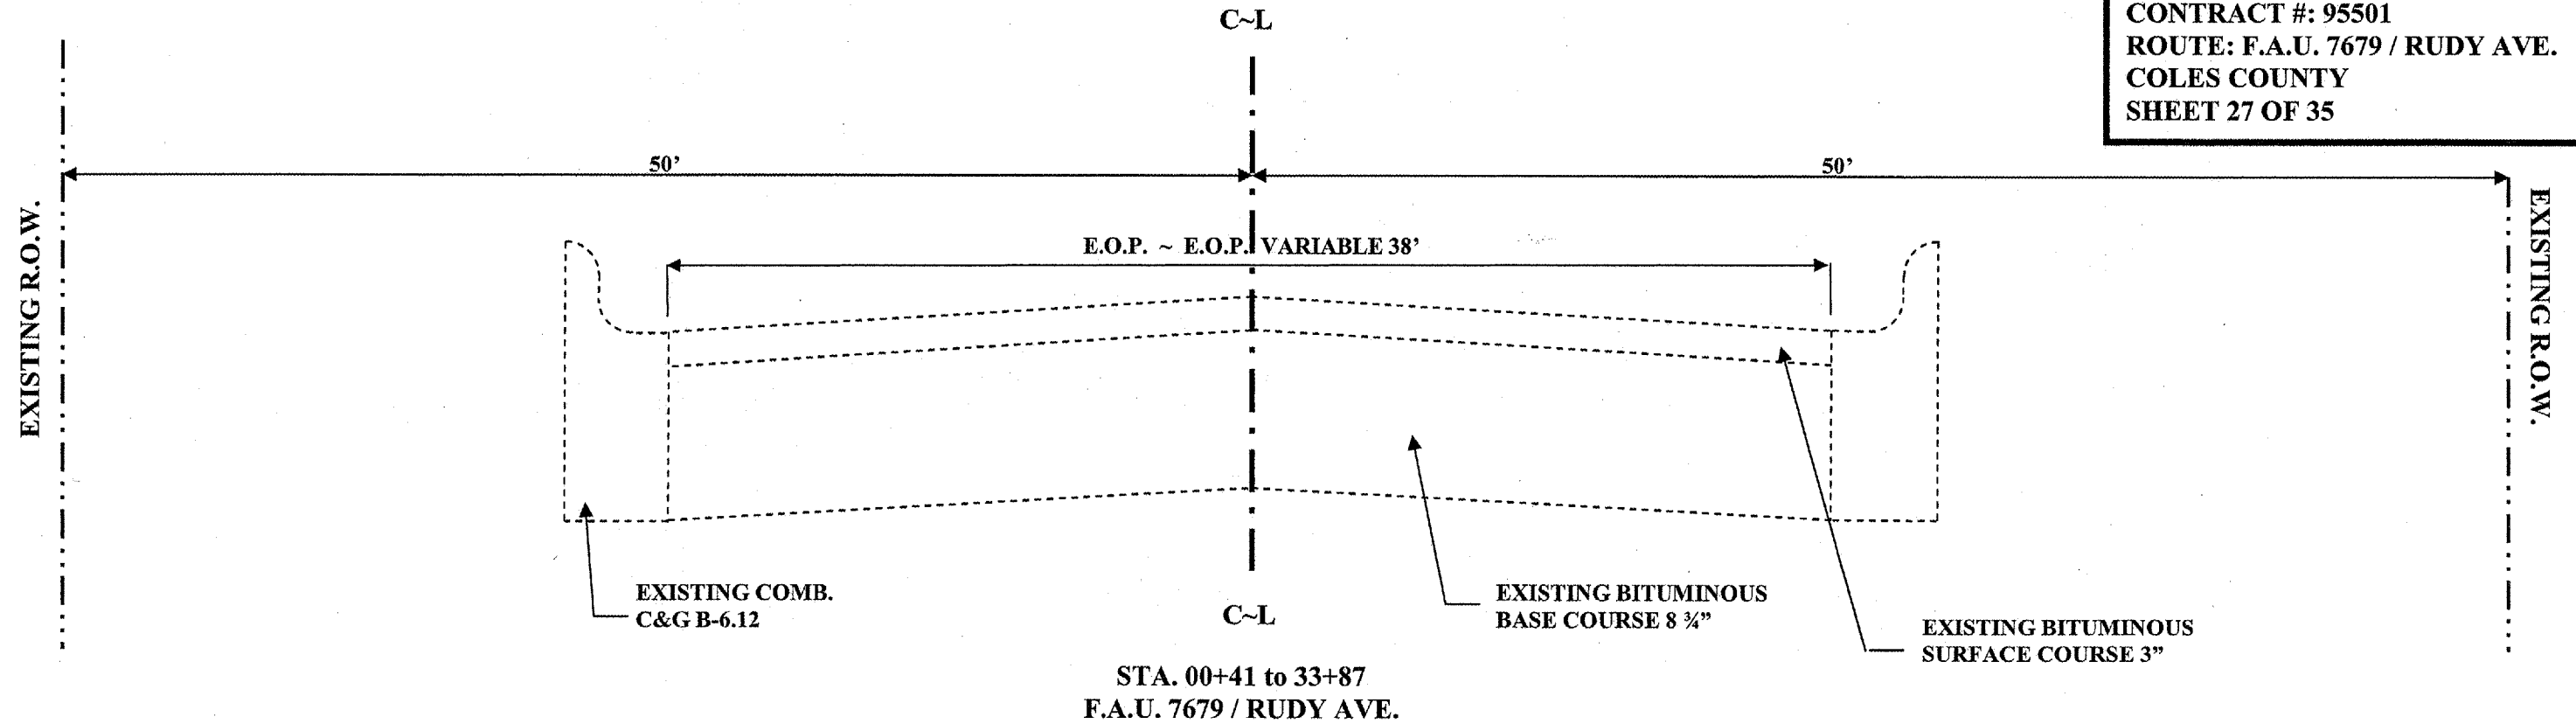 C~L
CONTRACT #: 95501
ROUTE: F.A.U. 7679 / RUDY AVE.
COLES COUNTY
SHEET 27 OF 35
50’
50’
EXISTING R.O.W.
EXISTING R.O.W.
E.O.P. ~ E.O.P. VARIABLE 38’
EXISTING COMB.
C&G B-6.12
C~L
EXISTING BITUMINOUS
BASE COURSE 8 ¾”
EXISTING BITUMINOUS
SURFACE COURSE 3”
STA. 00+41 to 33+87
F.A.U. 7679 / RUDY AVE.